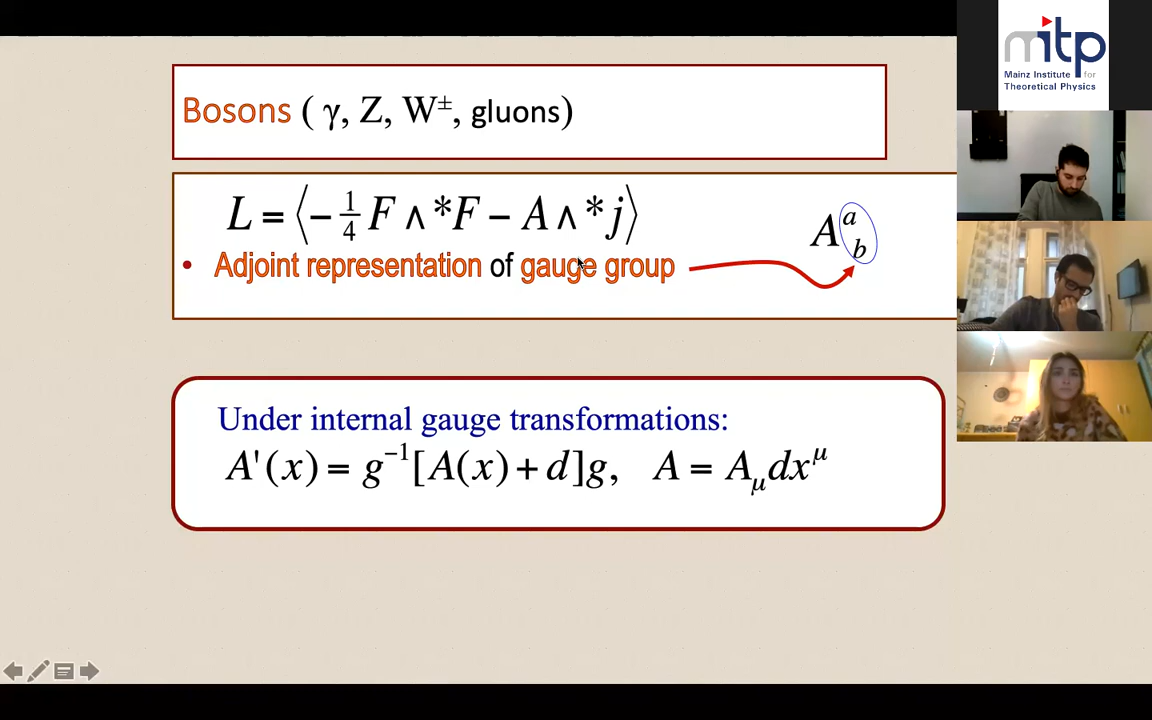 Bosons ( γ, Z, W±, gluons)
L = ⟨−¼ F ∧ *F − A ∧ *j⟩
A^a_b
• Adjoint representation of gauge group
Under internal gauge transformations:
A'(x) = g⁻¹[A(x) + d]g, A = A_μ dx^μ
mitp
Mainz Institute for
Theoretical Physics